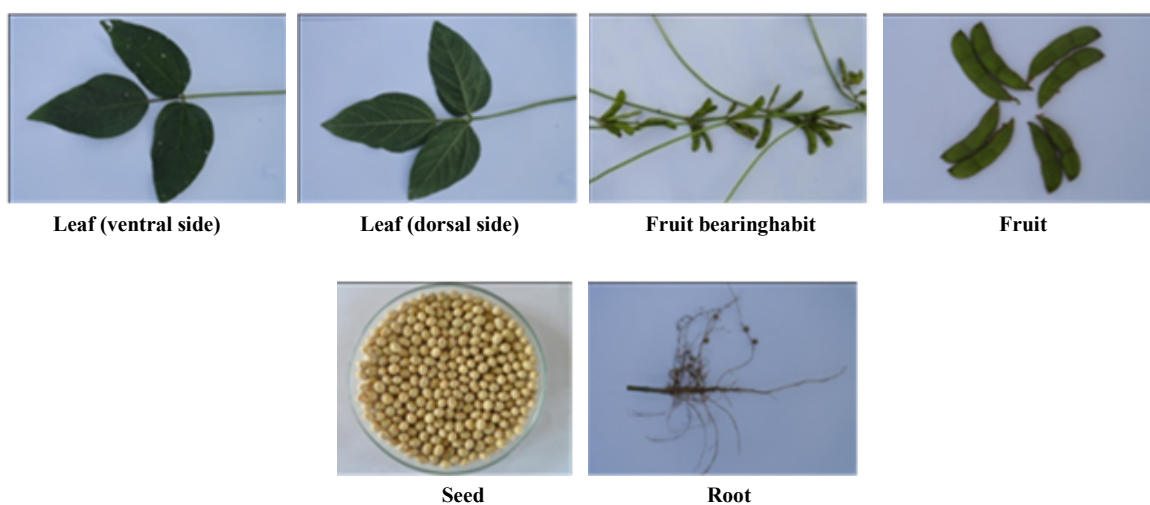 Leaf (ventral side)
Leaf (dorsal side)
Fruit bearinghabit
Fruit
Seed
Root